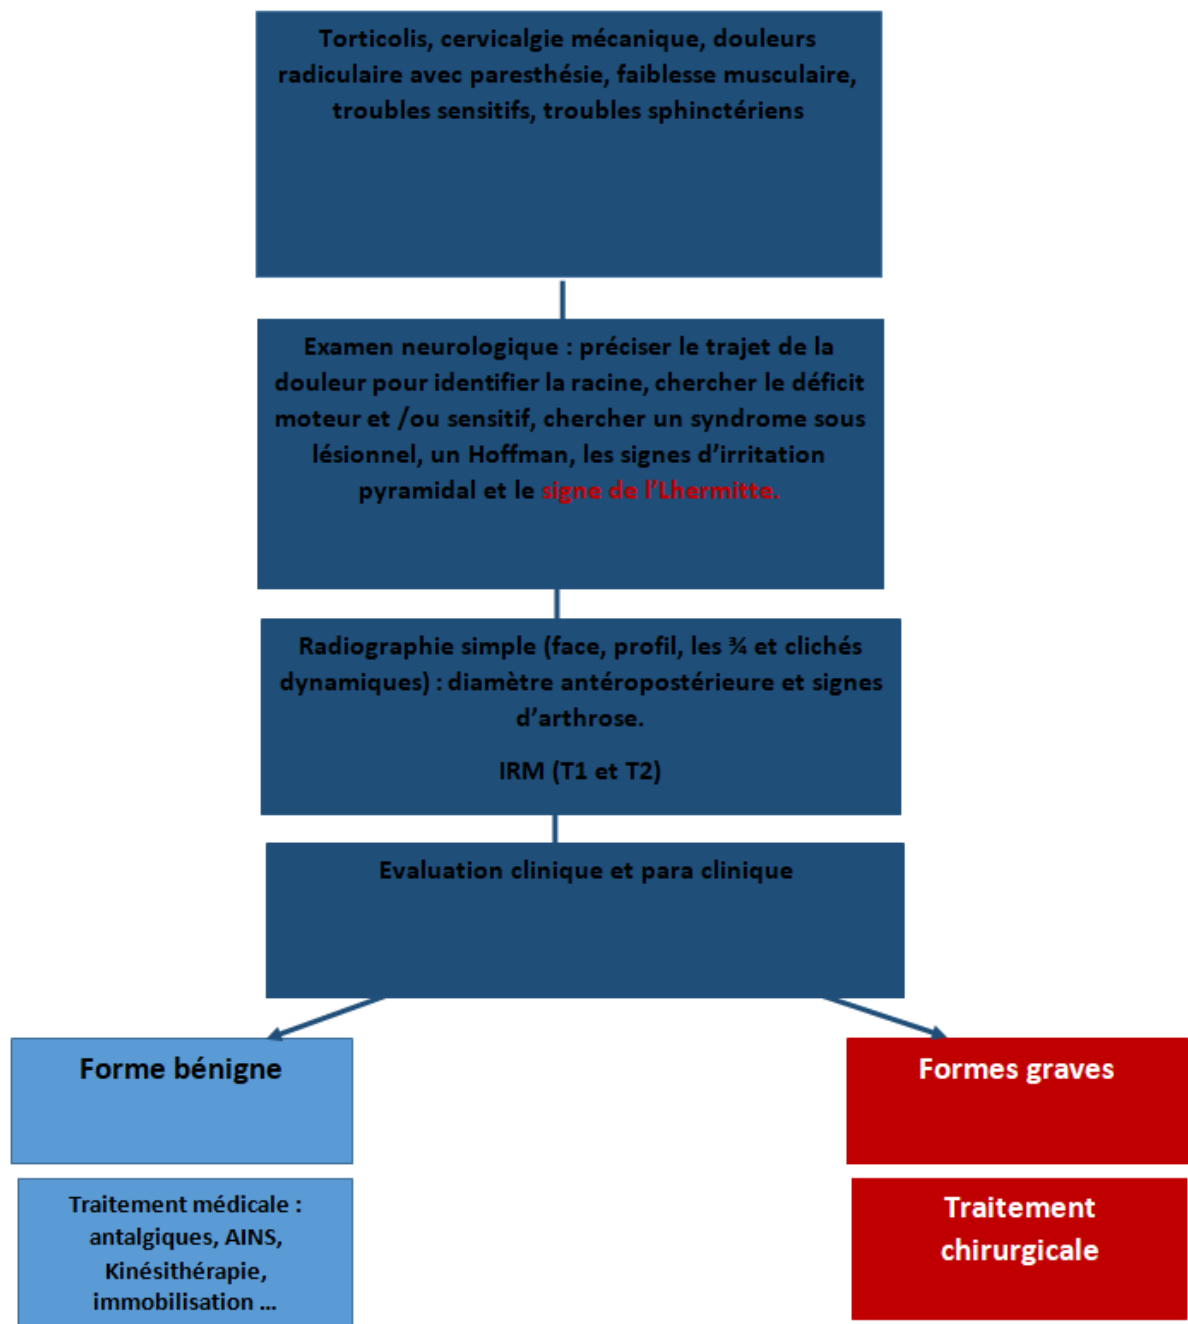 Torticolis, cervicalgie mécanique, douleurs
radiculaire avec paresthésie, faiblesse musculaire,
troubles sensitifs, troubles sphinctériens
Examen neurologique : préciser le trajet de la
douleur pour identifier la racine, chercher le déficit
moteur et /ou sensitif, chercher un syndrome sous
lésionnel, un Hoffman, les signes d’irritation
pyramidal et le signe de l’Lhermitte.
Radiographie simple (face, profil, les ¾ et clichés
dynamiques) : diamètre antéropostérieure et signes
d’arthrose.
IRM (T1 et T2)
Evaluation clinique et para clinique
Forme bénigne
Formes graves
Traitement médicale :
antalgiques, AINS,
Kinésithérapie,
immobilisation ...
Traitement
chirurgicale